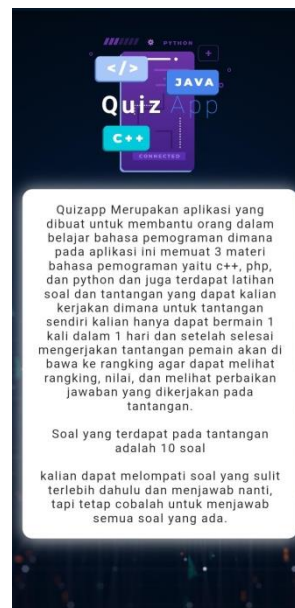 PYTHON
</>
JAVA
Quiz App
C++
CONNECTED
Quizapp Merupakan aplikasi yang
dibuat untuk membantu orang dalam
belajar bahasa pemograman dimana
pada aplikasi ini memuat 3 materi
bahasa pemograman yaitu c++, php,
dan python dan juga terdapat latihan
soal dan tantangan yang dapat kalian
kerjakan dimana untuk tantangan
sendiri kalian hanya dapat bermain 1
kali dalam 1 hari dan setelah selesai
mengerjakan tantangan pemain akan di
bawa ke rangking agar dapat melihat
rangking, nilai, dan melihat perbaikan
jawaban yang dikerjakan pada
tantangan.
Soal yang terdapat pada tantangan
adalah 10 soal
kalian dapat melompati soal yang sulit
terlebih dahulu dan menjawab nanti,
tapi tetap cobalah untuk menjawab
semua soal yang ada.